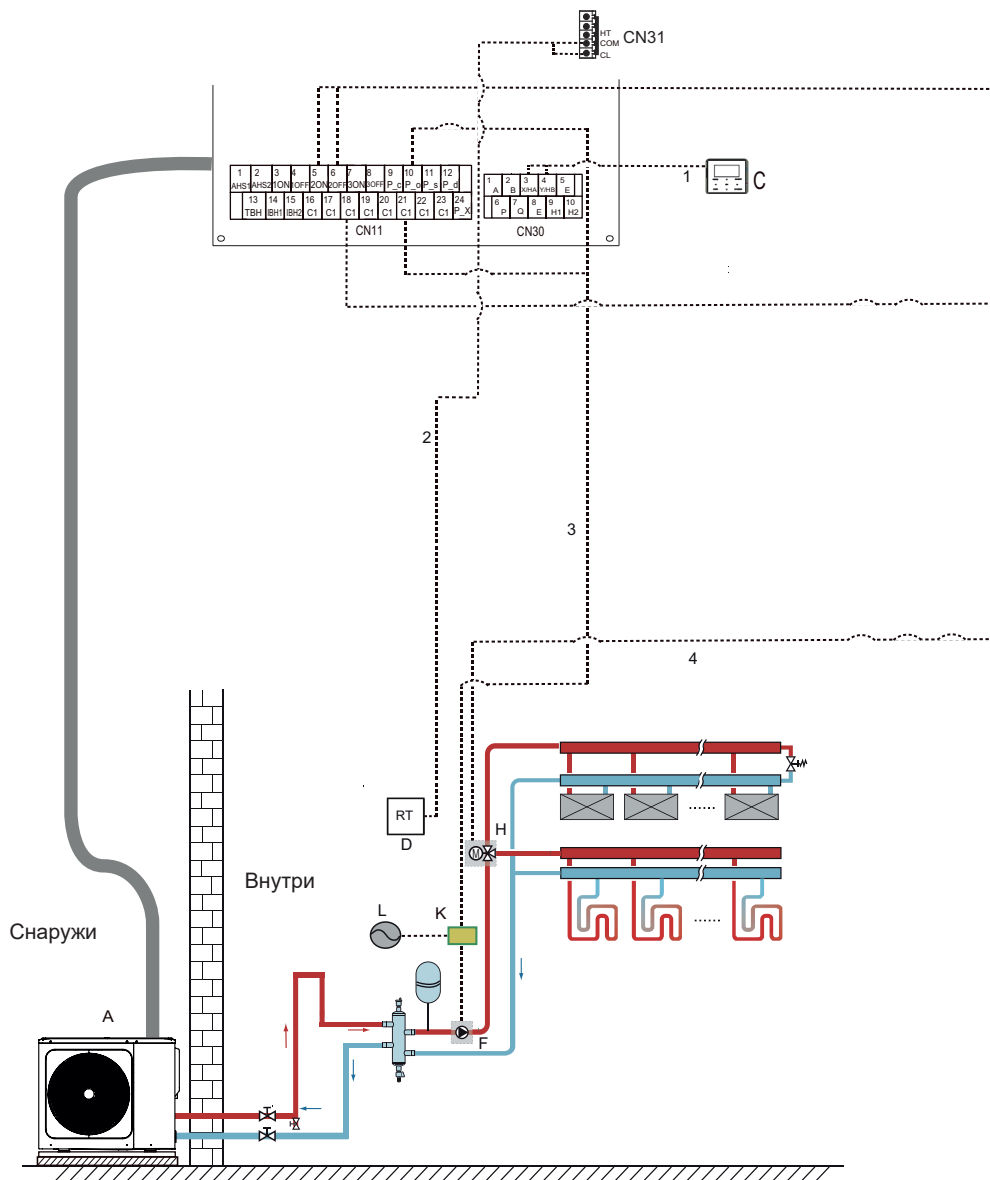 HT
COM
CL
CN31
1 2 3 4 5 6 7 8 9 10 11 12
AHS1 AHS2 1ON 1OFF 2ON 2OFF 3ON 3OFF P_c P_o P_s P_d
13 14 15 16 17 18 19 20 21 22 23 24
TBH IBH1 IBH2 C1 C1 C1 C1 C1 C1 C1 C1 P_X
CN11
1 2 3 4 5
A B X/HA Y/HB E
6 7 8 9 10
P Q E H1 H2
CN30
1
C
2
3
4
RT
D
H
M
Внутри
L
K
Снаружи
A
F